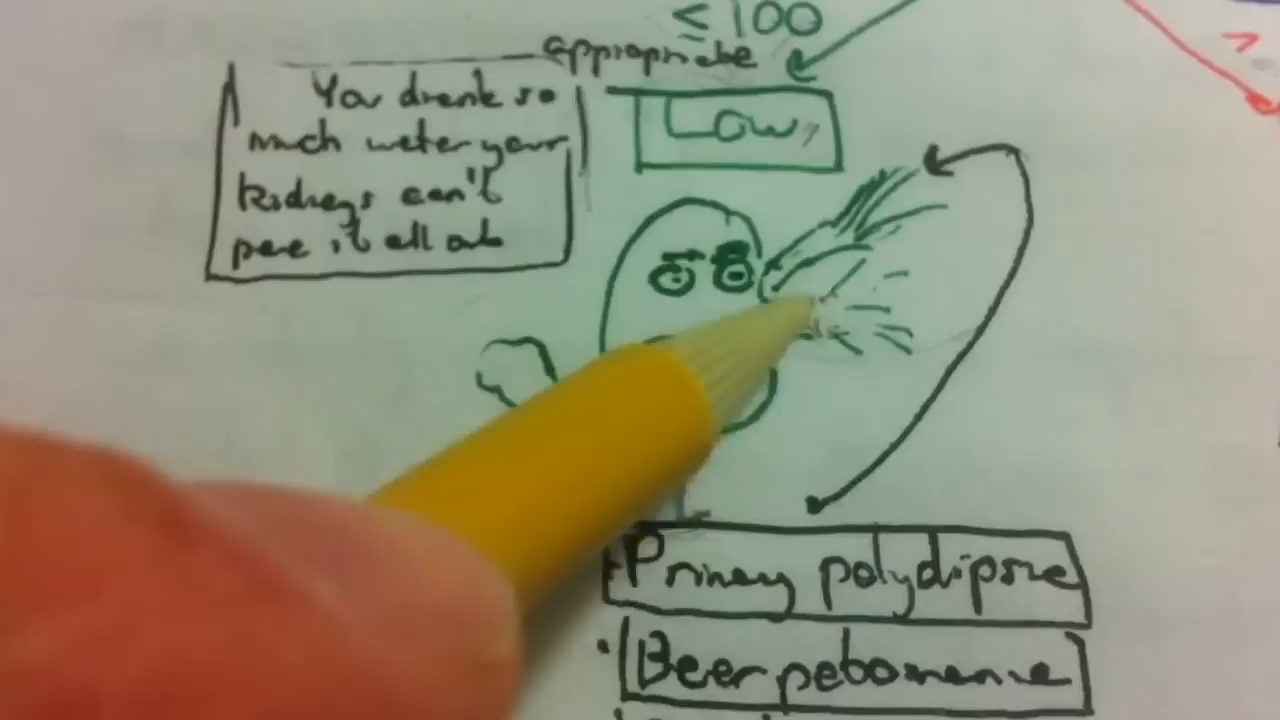 ≤ 100
appropriate
Low
You drank so
much water your
kidneys can't
pee it all out
Primary polydipsia
Beer potomania